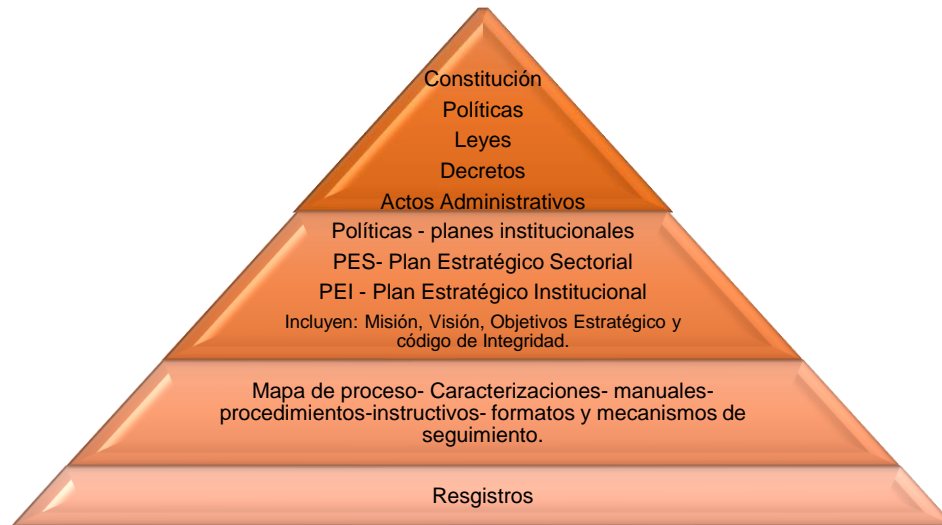 Constitución
Políticas
Leyes
Decretos
Actos Administrativos
Políticas - planes institucionales
PES- Plan Estratégico Sectorial
PEI - Plan Estratégico Institucional
Incluyen: Misión, Visión, Objetivos Estratégico y
código de Integridad.
Mapa de proceso- Caracterizaciones- manuales-
procedimientos-instructivos- formatos y mecanismos de
seguimiento.
Resgistros